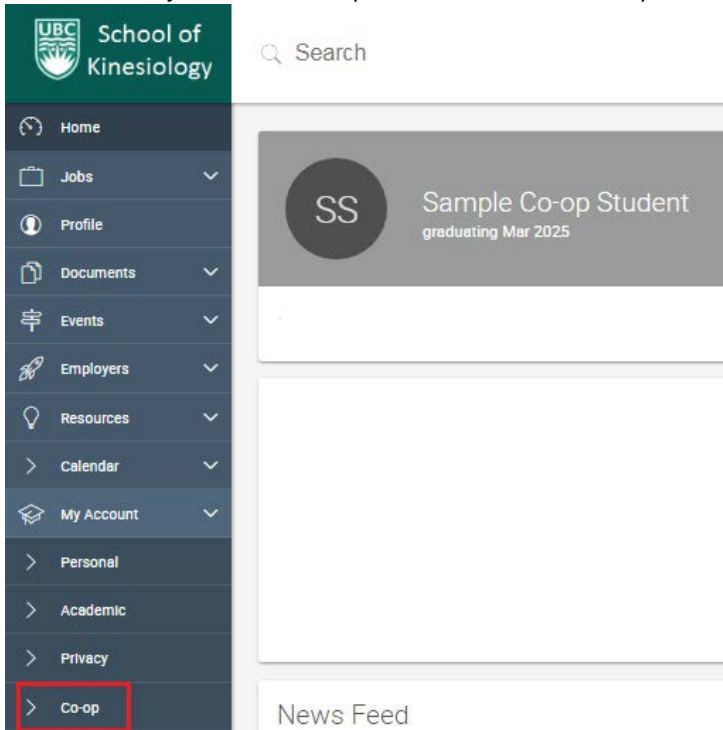 UBC
School of
Kinesiology
Search
Home
Jobs
Profile
Documents
Events
Employers
Resources
Calendar
My Account
Personal
Academic
Privacy
Co-op
SS
Sample Co-op Student
graduating Mar 2025
News Feed